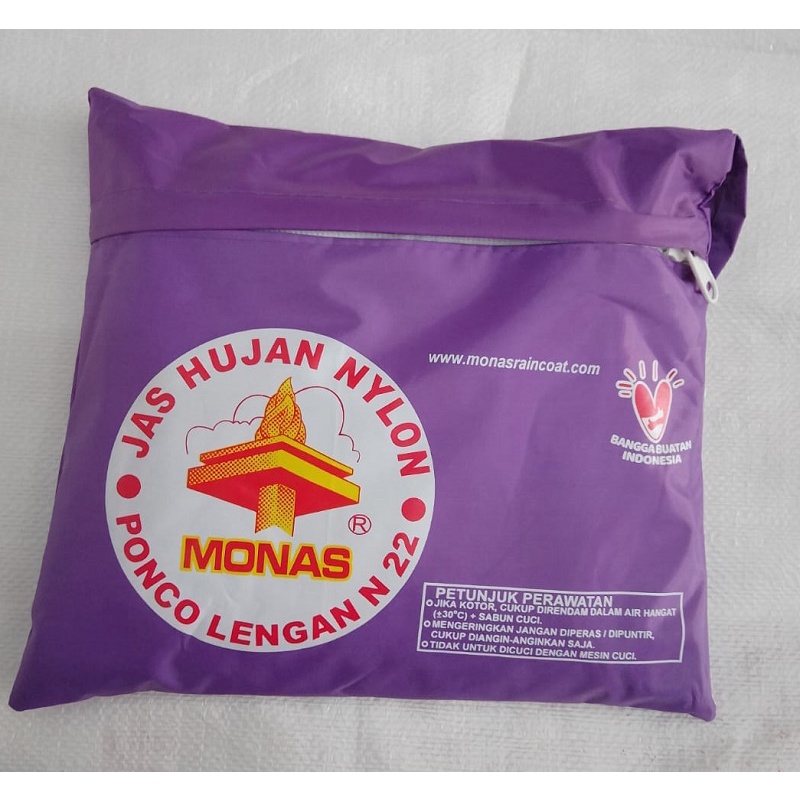 JAS HUJAN NYLON
MONAS ®
PONCO LENGAN N 22
www.monasraincoat.com
BANGGA BUATAN
INDONESIA
PETUNJUK PERAWATAN
JIKA KOTOR, CUKUP DIRENDAM DALAM AIR HANGAT
(±30°C) + SABUN CUCI.
MENGERINGKAN JANGAN DIPERAS / DIPUNTIR,
CUKUP DIANGIN-ANGINKAN SAJA.
TIDAK UNTUK DICUCI DENGAN MESIN CUCI.